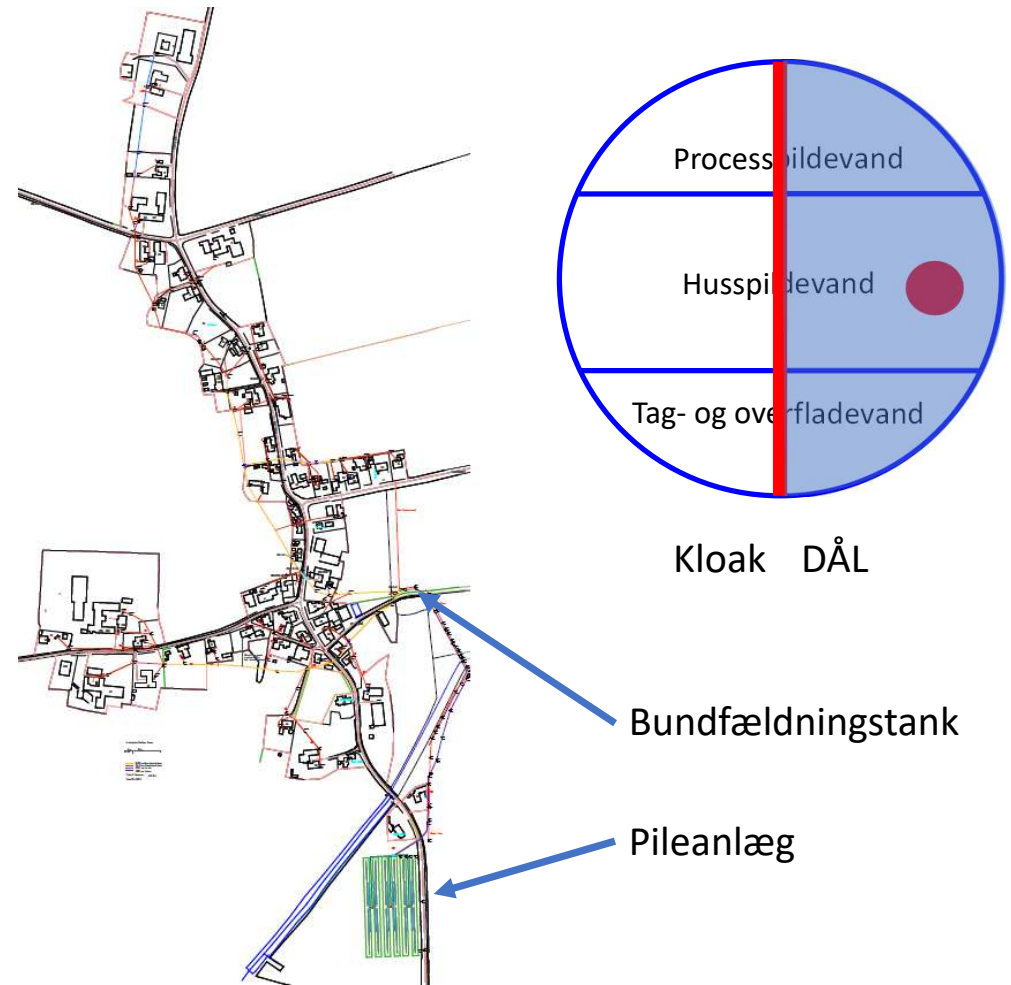 Processpildevand
Husspildevand
Tag- og overfladevand
Kloak DÅL
Bundfældningstank
Pileanlæg